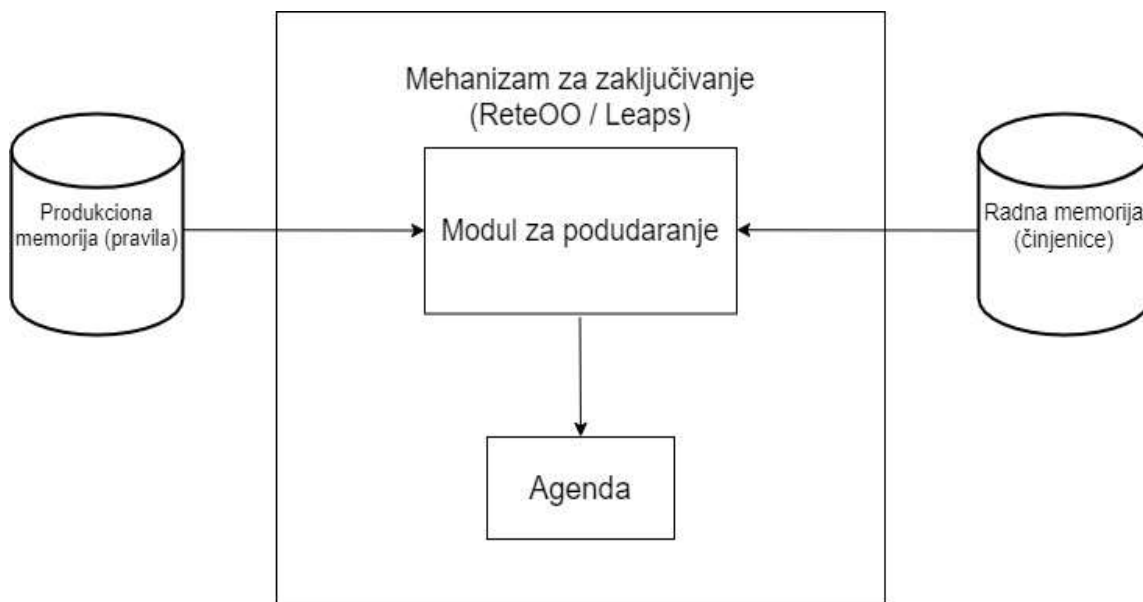 Mehanizam za zaključivanje
(ReteOO / Leaps)
Produkciona
memorija (pravila)
Modul za podudaranje
Radna memorija
(činjenice)
Agenda